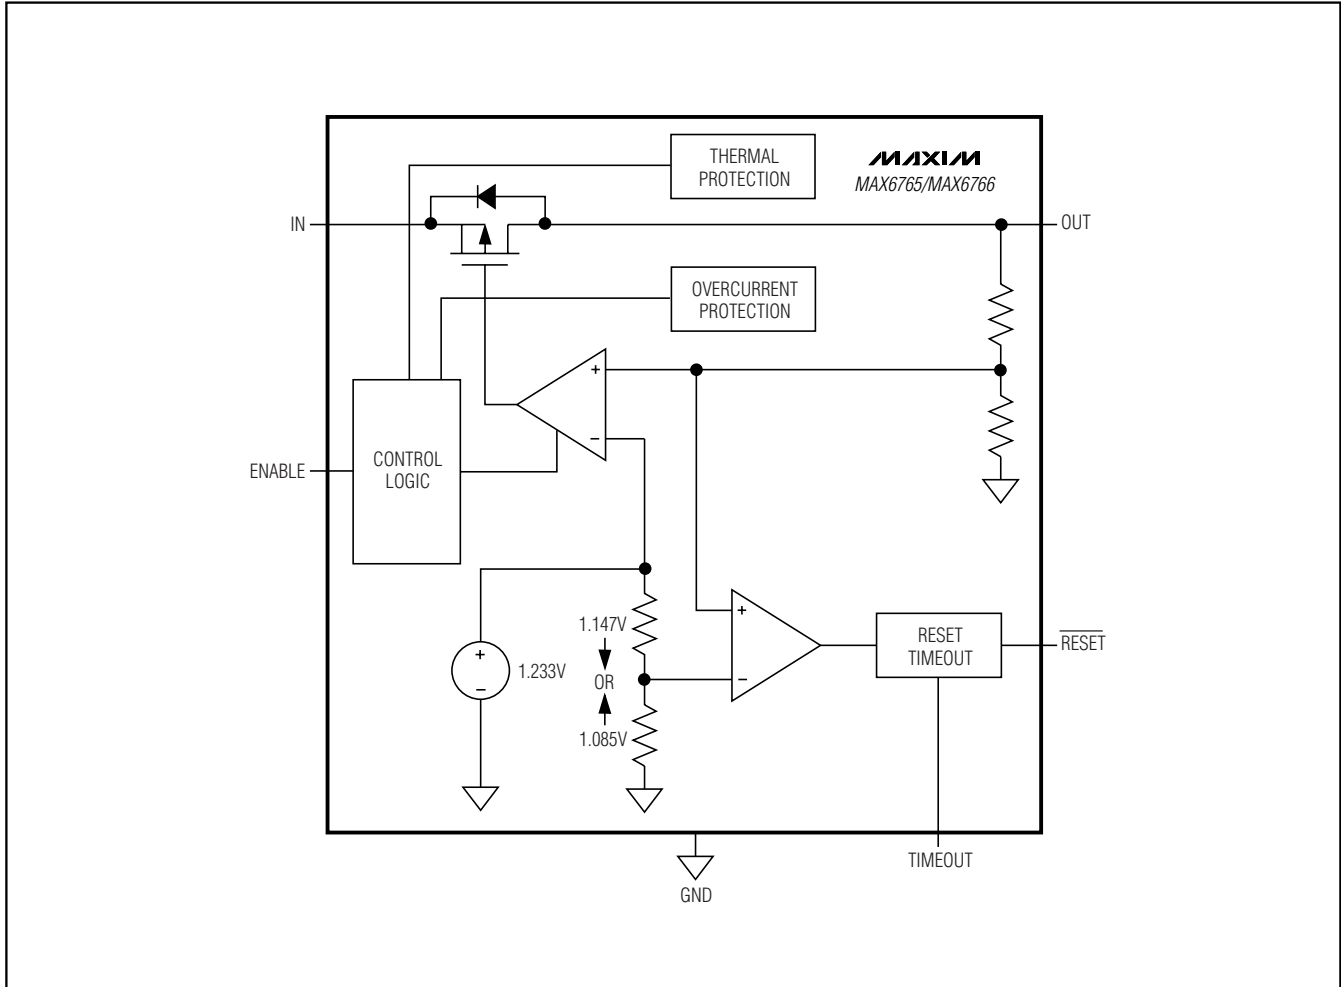 THERMAL
PROTECTION
MAXIM
MAX6765/MAX6766
IN
OUT
OVERCURRENT
PROTECTION
+
−
ENABLE
CONTROL
LOGIC
1.147V
+
RESET
TIMEOUT
RESET
+
−
1.233V
OR
−
1.085V
TIMEOUT
GND